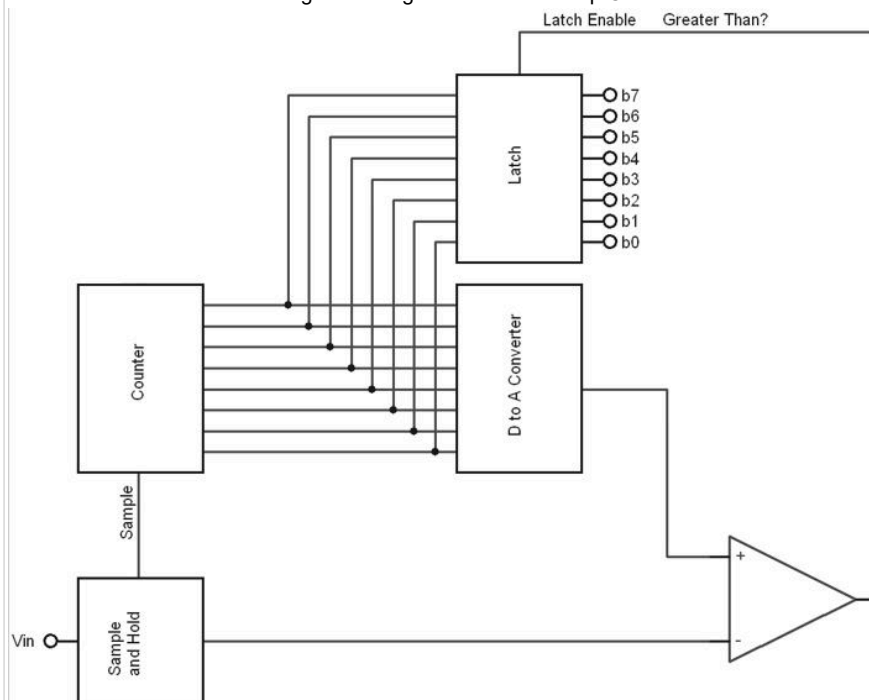 Latch Enable Greater Than?
Latch
b7
b6
b5
b4
b3
b2
b1
b0
Counter
D to A Converter
Sample
+
-
Vin
Sample
and Hold